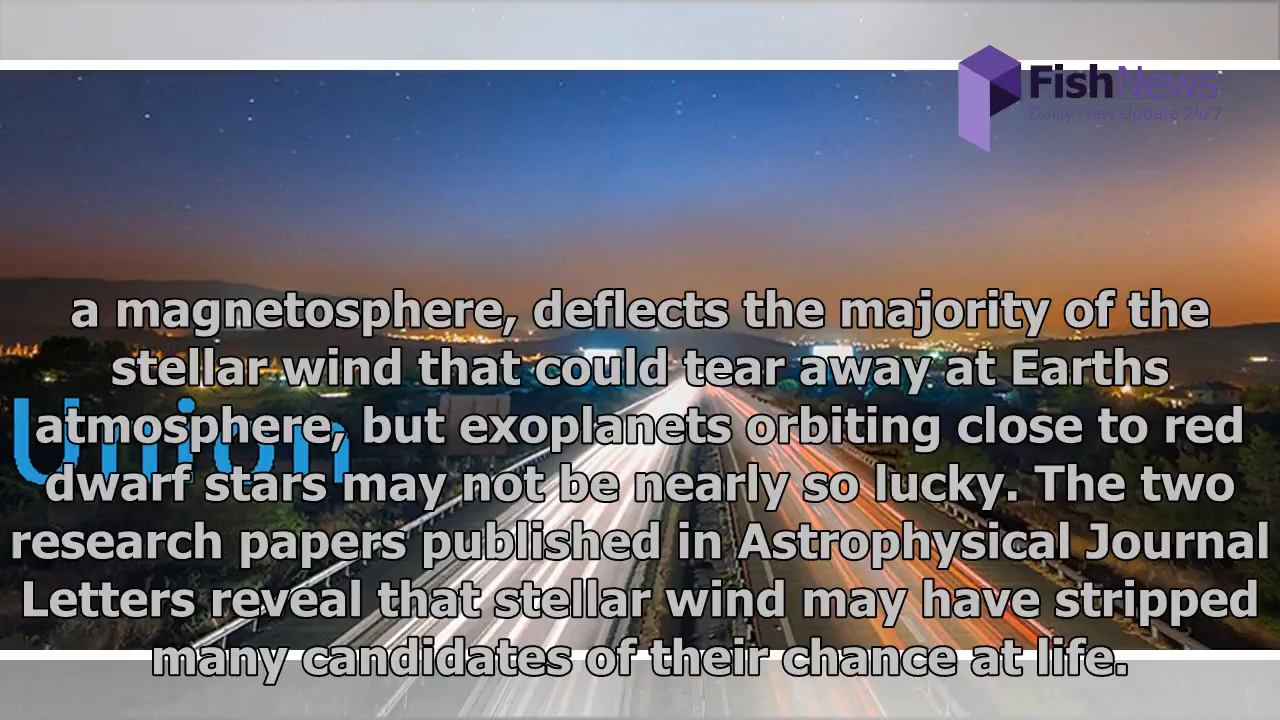 FishNews
Dailly New Update 24/7
a magnetosphere, deflects the majority of the
stellar wind that could tear away at Earths
Union
atmosphere, but exoplanets orbiting close to red
dwarf stars may not be nearly so lucky. The two
research papers published in Astrophysical Journal
Letters reveal that stellar wind may have stripped
many candidates of their chance at life.